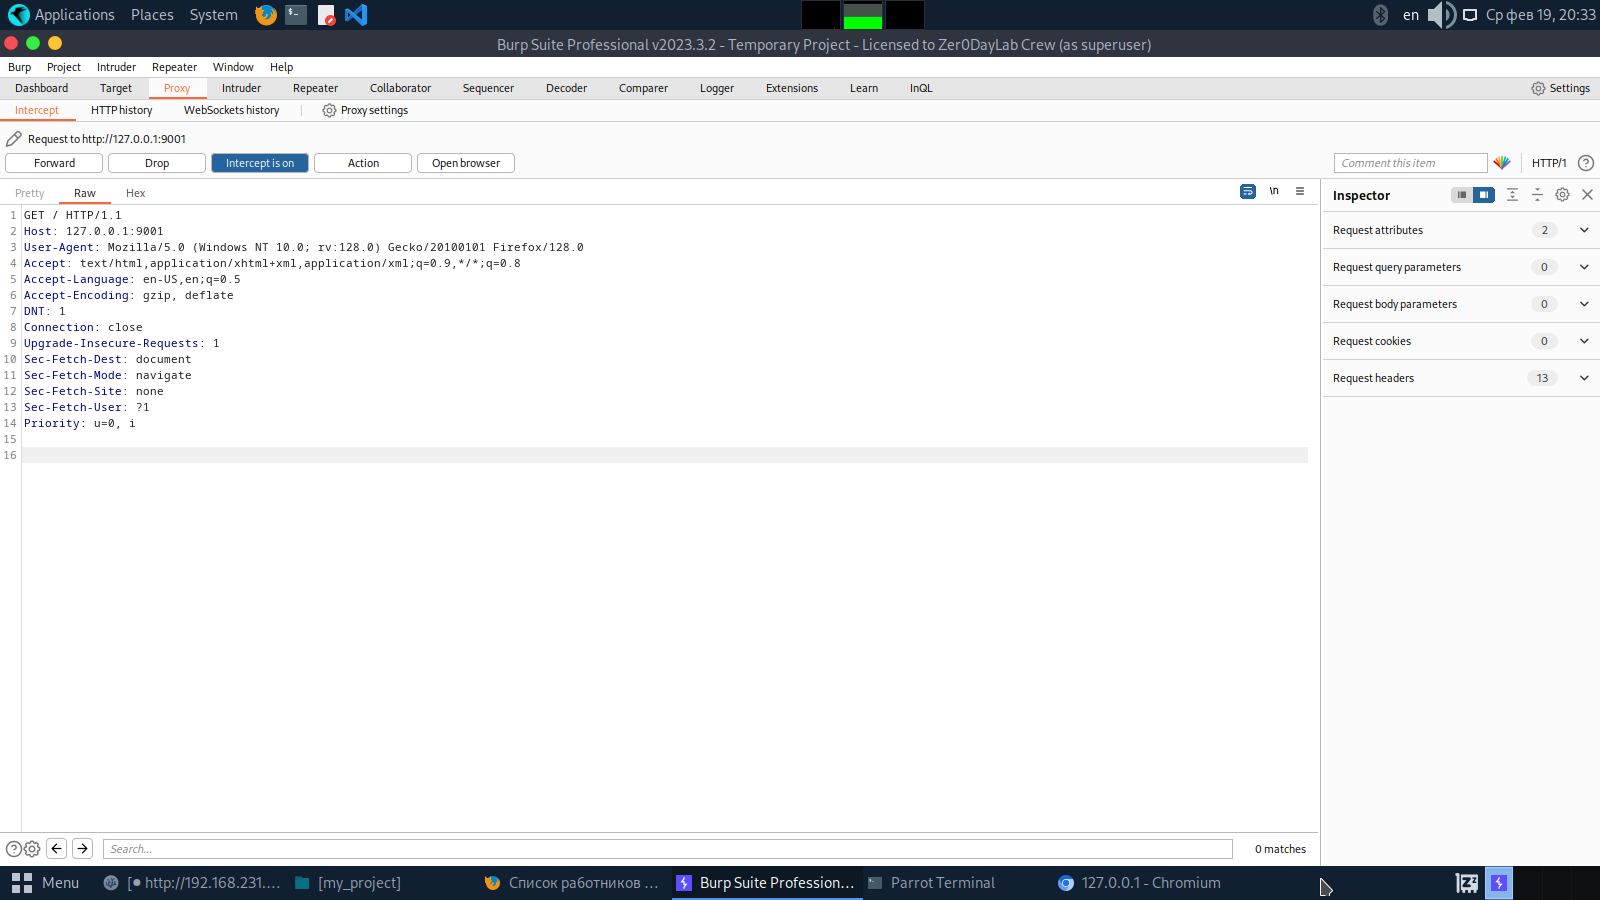 Applications Places System en Ср фев 19, 20:33
Burp Suite Professional v2023.3.2 - Temporary Project - Licensed to Zer0DayLab Crew (as superuser)
Burp Project Intruder Repeater Window Help
Dashboard Target Proxy Intruder Repeater Collaborator Sequencer Decoder Comparer Logger Extensions Learn InQL Settings
Intercept HTTP history WebSockets history Proxy settings
Request to http://127.0.0.1:9001
Forward Drop Intercept is on Action Open browser Comment this item HTTP/1
Pretty Raw Hex \n
Inspector
1 GET / HTTP/1.1
2 Host: 127.0.0.1:9001
3 User-Agent: Mozilla/5.0 (Windows NT 10.0; rv:128.0) Gecko/20100101 Firefox/128.0
4 Accept: text/html,application/xhtml+xml,application/xml;q=0.9,*/*;q=0.8
5 Accept-Language: en-US,en;q=0.5
6 Accept-Encoding: gzip, deflate
7 DNT: 1
8 Connection: close
9 Upgrade-Insecure-Requests: 1
10 Sec-Fetch-Dest: document
11 Sec-Fetch-Mode: navigate
12 Sec-Fetch-Site: none
13 Sec-Fetch-User: ?1
14 Priority: u=0, i
15
16
Request attributes 2
Request query parameters 0
Request body parameters 0
Request cookies 0
Request headers 13
Search... 0 matches
Menu [● http://192.168.231.... [my_project] Список работников ... Burp Suite Profession... Parrot Terminal 127.0.0.1 - Chromium